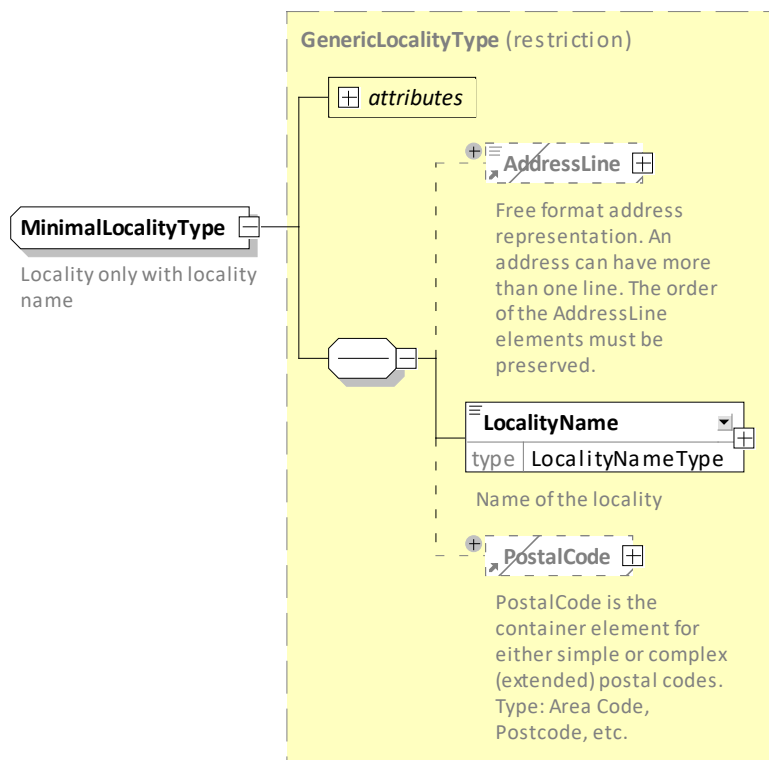 GenericLocalityType (restriction)
attributes
AddressLine
Free format address
representation. An
address can have more
than one line. The order
of the AddressLine
elements must be
preserved.
MinimalLocalityType
Locality only with locality
name
LocalityName
type LocalityNameType
Name of the locality
PostalCode
PostalCode is the
container element for
either simple or complex
(extended) postal codes.
Type: Area Code,
Postcode, etc.